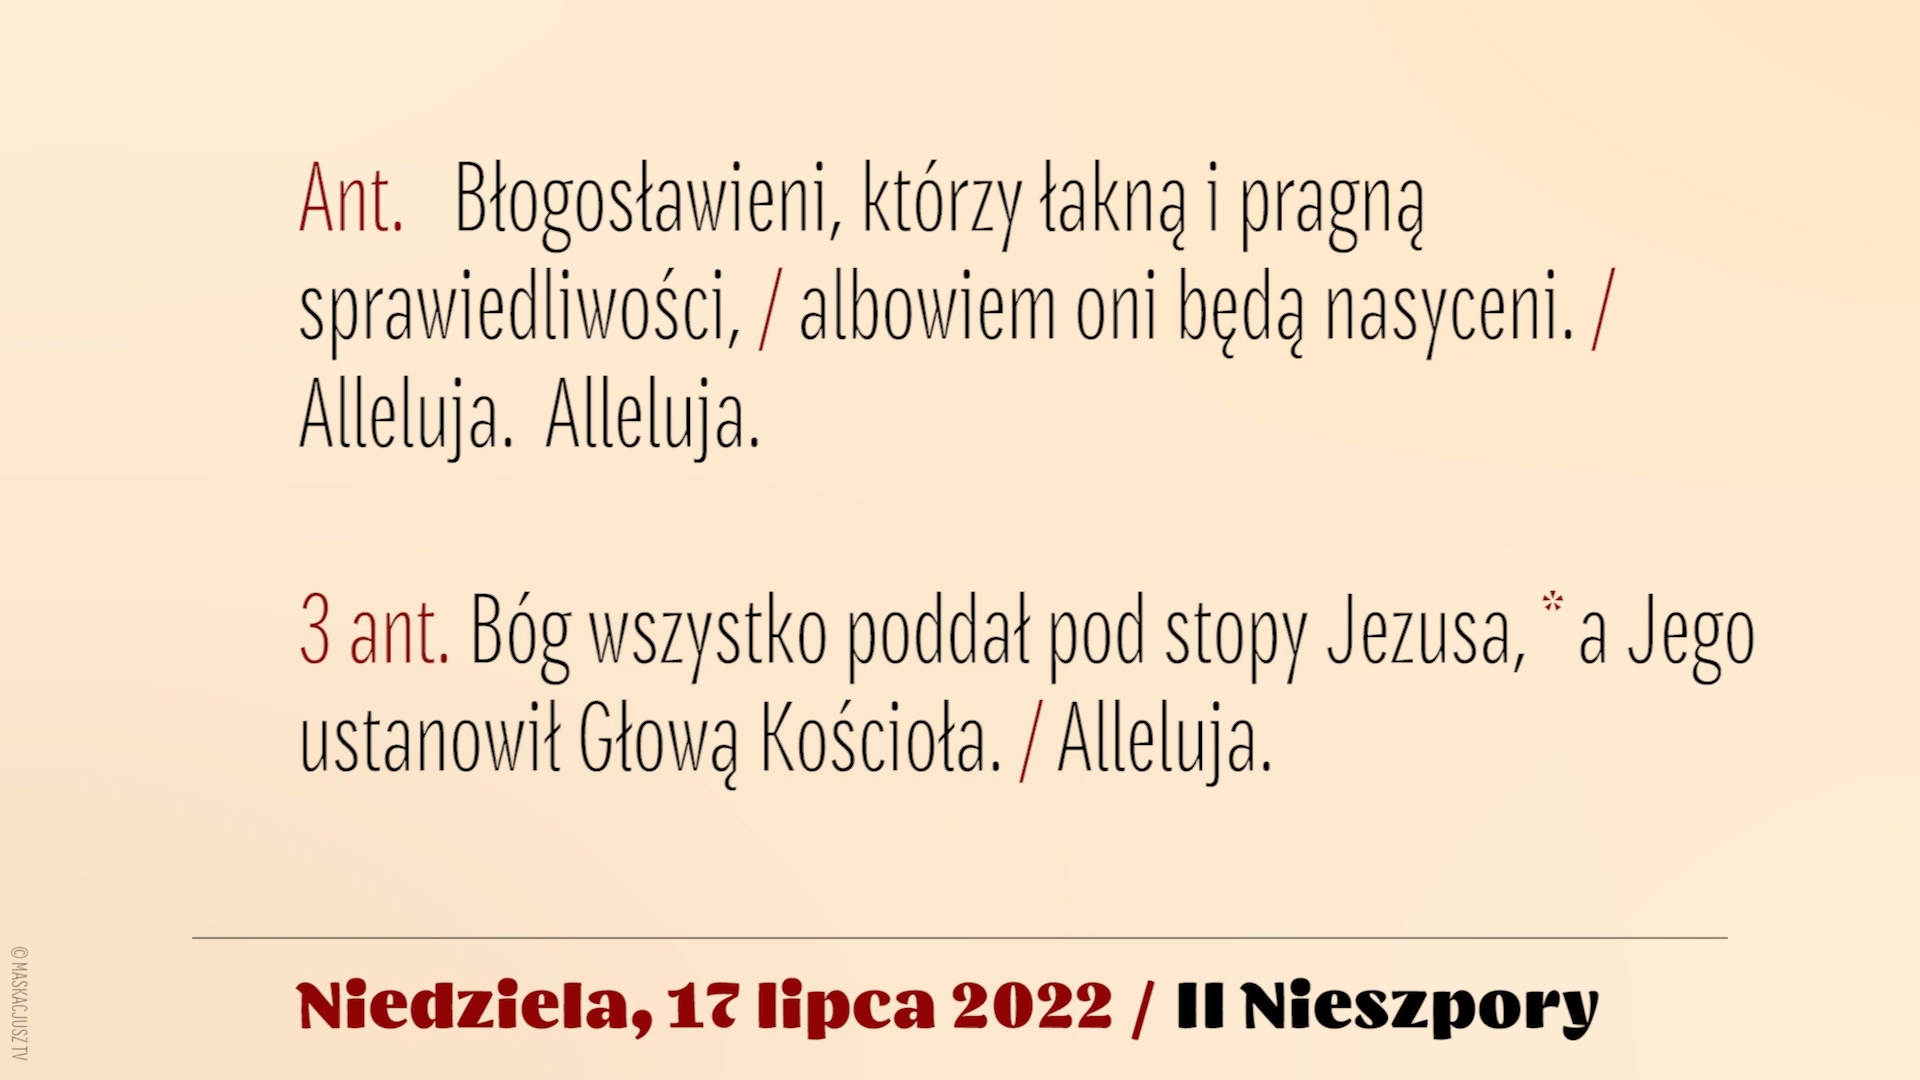 Ant. Błogosławieni, którzy łakną i pragną
sprawiedliwości, / albowiem oni będą nasyceni. /
Alleluja. Alleluja.
3 ant. Bóg wszystko poddał pod stopy Jezusa, * a Jego
ustanowił Głową Kościoła. / Alleluja.
Niedziela, 17 lipca 2022 / II Nieszpory
© MASKACJUSZ TV